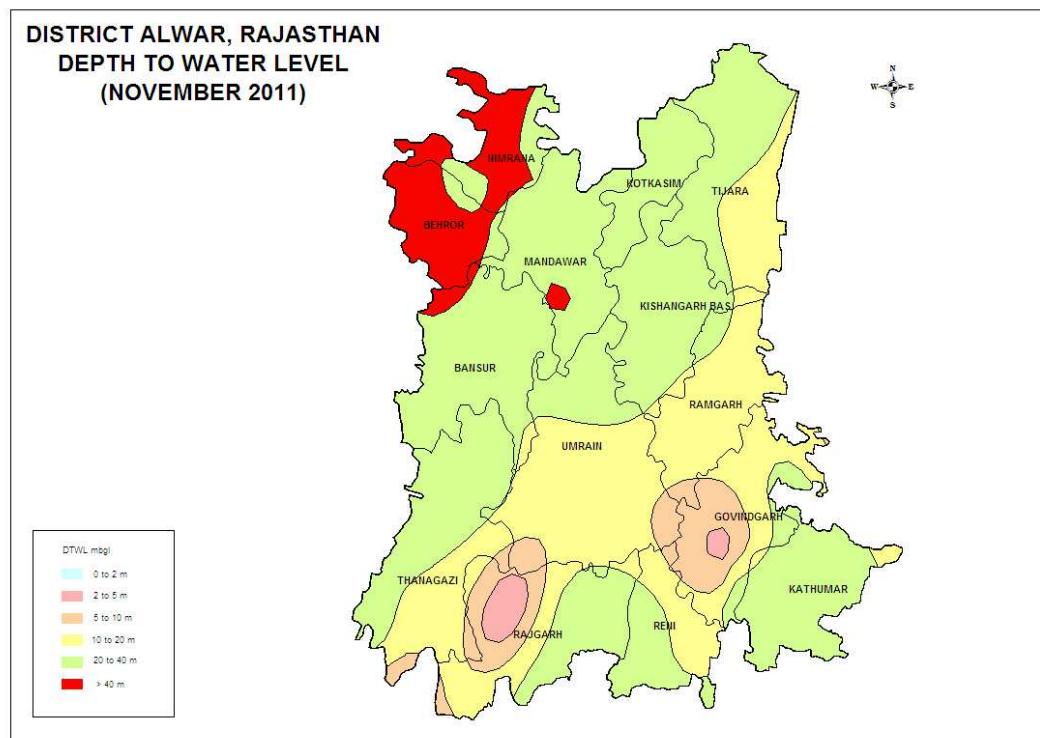 DISTRICT ALWAR, RAJASTHAN
DEPTH TO WATER LEVEL
(NOVEMBER 2011)
N
W E
S
NIMRANA
KOTKASIM
TIJARA
BEHROR
MANDAWAR
KISHANGARH BAS
BANSUR
RAMGARH
UMRAIN
GOVINDGARH
THANAGAZI
KATHUMAR
RENI
RAJGARH
DTWL mbgl
0 to 2 m
2 to 5 m
5 to 10 m
10 to 20 m
20 to 40 m
> 40 m